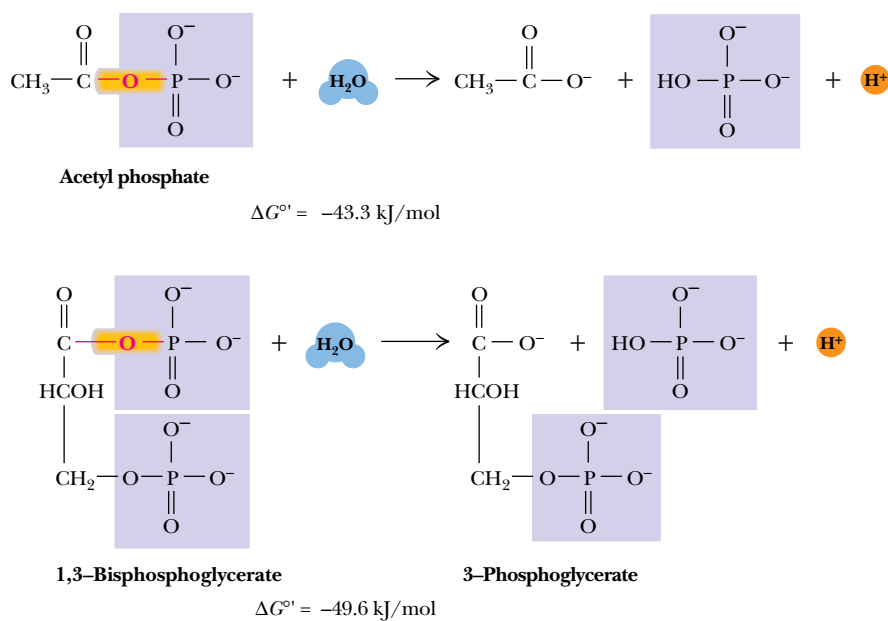 O O⁻ O O⁻
CH₃ C O P O⁻ + H₂O → CH₃ C O⁻ + HO P O⁻ + H⁺
O O
Acetyl phosphate
ΔG°' = –43.3 kJ/mol
O O⁻ O O⁻
C O P O⁻ + H₂O → C O⁻ + HO P O⁻ + H⁺
O O
HCOH HCOH
O⁻ O⁻
CH₂ O P O⁻ CH₂ O P O⁻
O O
1,3–Bisphosphoglycerate 3–Phosphoglycerate
ΔG°' = –49.6 kJ/mol